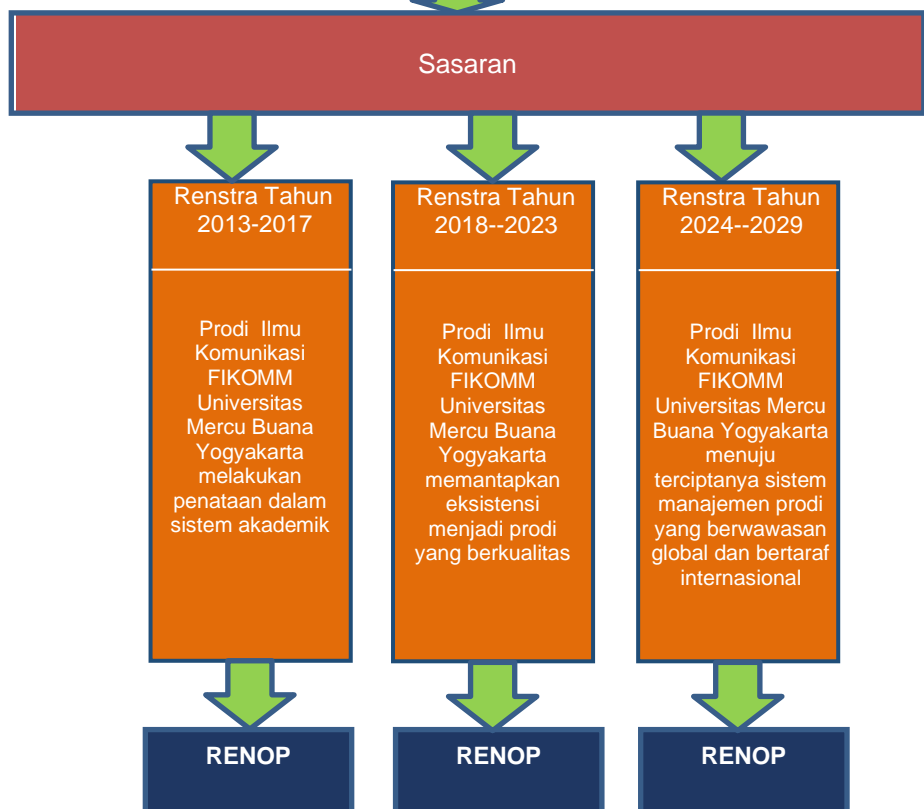 Sasaran
Renstra Tahun
2013-2017
Prodi Ilmu
Komunikasi
FIKOMM
Universitas
Mercu Buana
Yogyakarta
melakukan
penataan dalam
sistem akademik
RENOP
Renstra Tahun
2018--2023
Prodi Ilmu
Komunikasi
FIKOMM
Universitas
Mercu Buana
Yogyakarta
memantapkan
eksistensi
menjadi prodi
yang berkualitas
RENOP
Renstra Tahun
2024--2029
Prodi Ilmu
Komunikasi
FIKOMM
Universitas Mercu
Buana Yogyakarta
menuju
terciptanya sistem
manajemen prodi
yang berwawasan
global dan bertaraf
internasional
RENOP